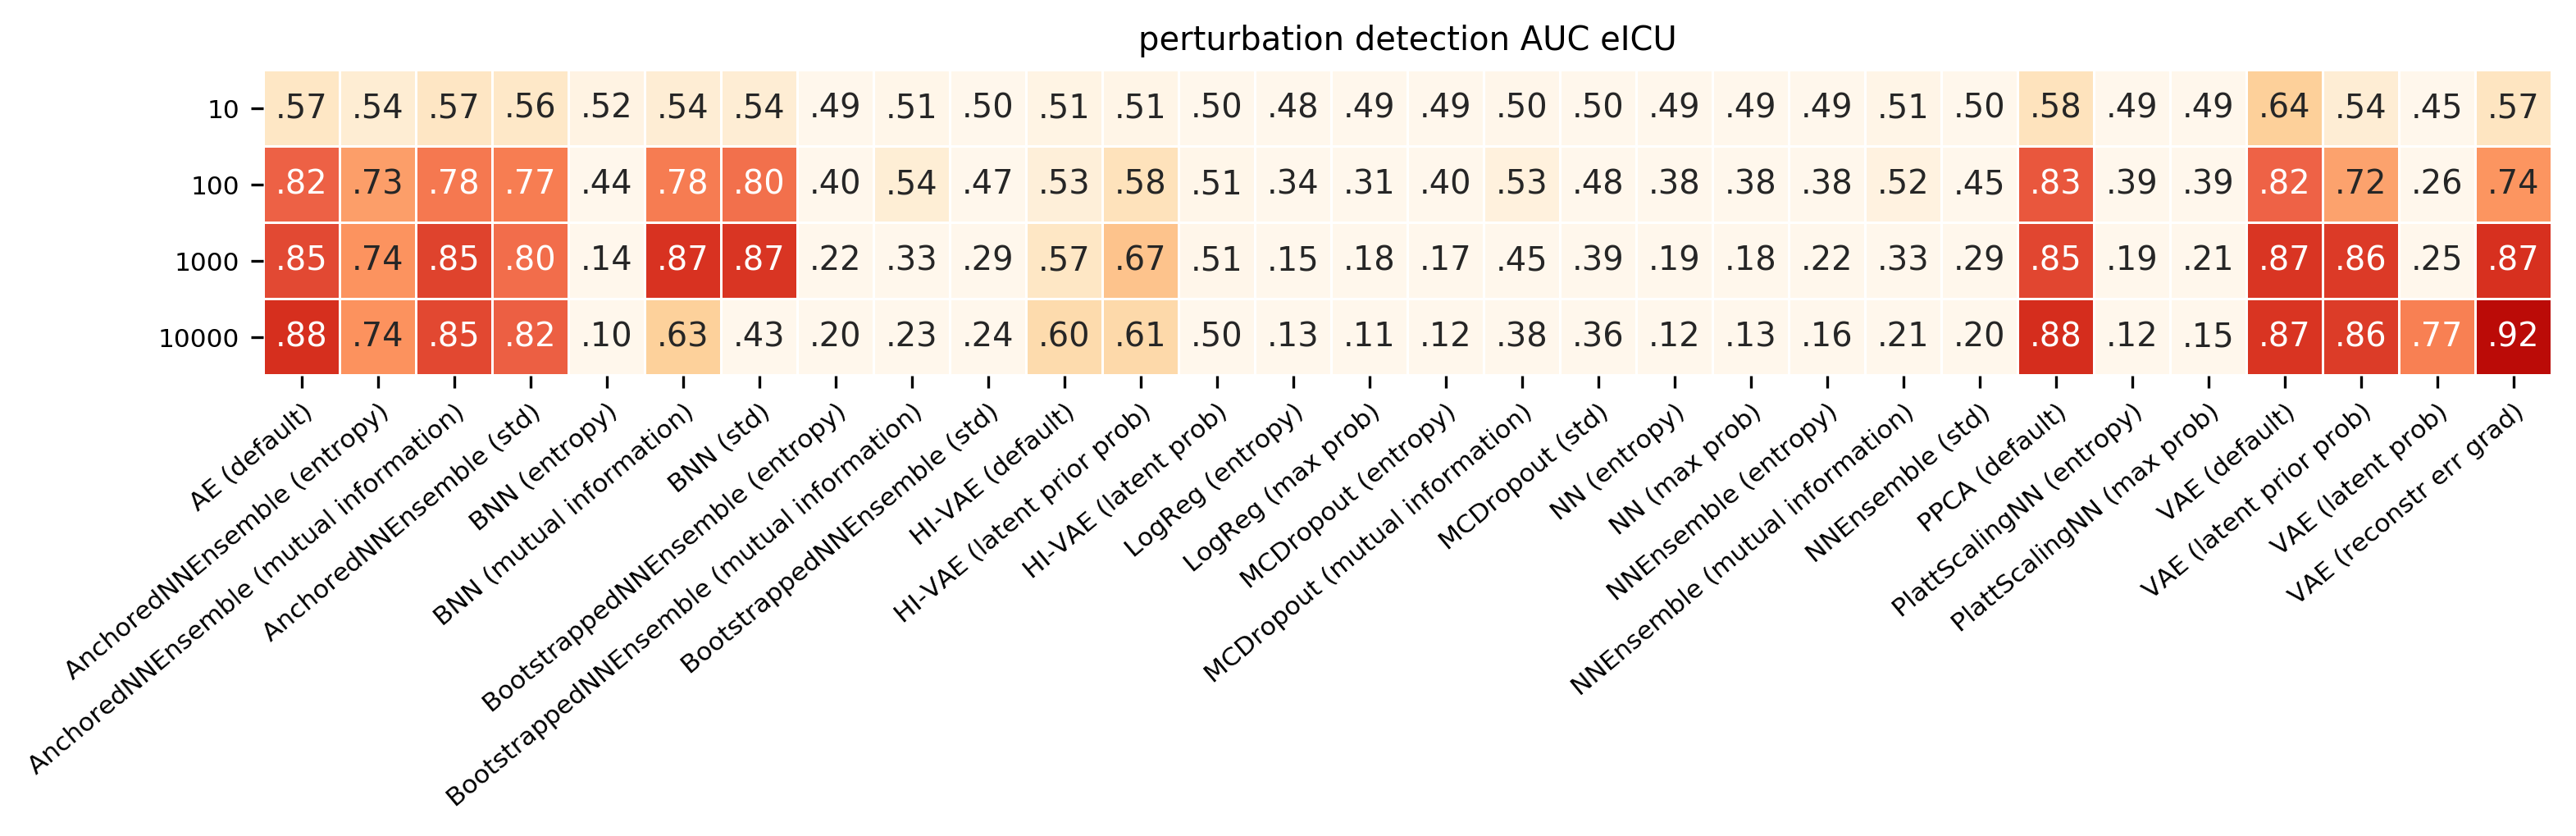 perturbation detection AUC eICU
10 .57 .54 .57 .56 .52 .54 .54 .49 .51 .50 .51 .51 .50 .48 .49 .49 .50 .50 .49 .49 .49 .51 .50 .58 .49 .49 .64 .54 .45 .57
100 .82 .73 .78 .77 .44 .78 .80 .40 .54 .47 .53 .58 .51 .34 .31 .40 .53 .48 .38 .38 .38 .52 .45 .83 .39 .39 .82 .72 .26 .74
1000 .85 .74 .85 .80 .14 .87 .87 .22 .33 .29 .57 .67 .51 .15 .18 .17 .45 .39 .19 .18 .22 .33 .29 .85 .19 .21 .87 .86 .25 .87
10000 .88 .74 .85 .82 .10 .63 .43 .20 .23 .24 .60 .61 .50 .13 .11 .12 .38 .36 .12 .13 .16 .21 .20 .88 .12 .15 .87 .86 .77 .92
AE (default)
AnchoredNNEnsemble (entropy)
AnchoredNNEnsemble (mutual information)
AnchoredNNEnsemble (std)
BNN (entropy)
BNN (mutual information)
BNN (std)
BootstrappedNNEnsemble (entropy)
BootstrappedNNEnsemble (mutual information)
BootstrappedNNEnsemble (std)
HI-VAE (default)
HI-VAE (latent prior prob)
HI-VAE (latent prob)
LogReg (entropy)
LogReg (max prob)
MCDropout (entropy)
MCDropout (mutual information)
MCDropout (std)
NN (entropy)
NN (max prob)
NNEnsemble (entropy)
NNEnsemble (mutual information)
NNEnsemble (std)
PPCA (default)
PlattScalingNN (entropy)
PlattScalingNN (max prob)
VAE (default)
VAE (latent prior prob)
VAE (latent prob)
VAE (reconstr err grad)